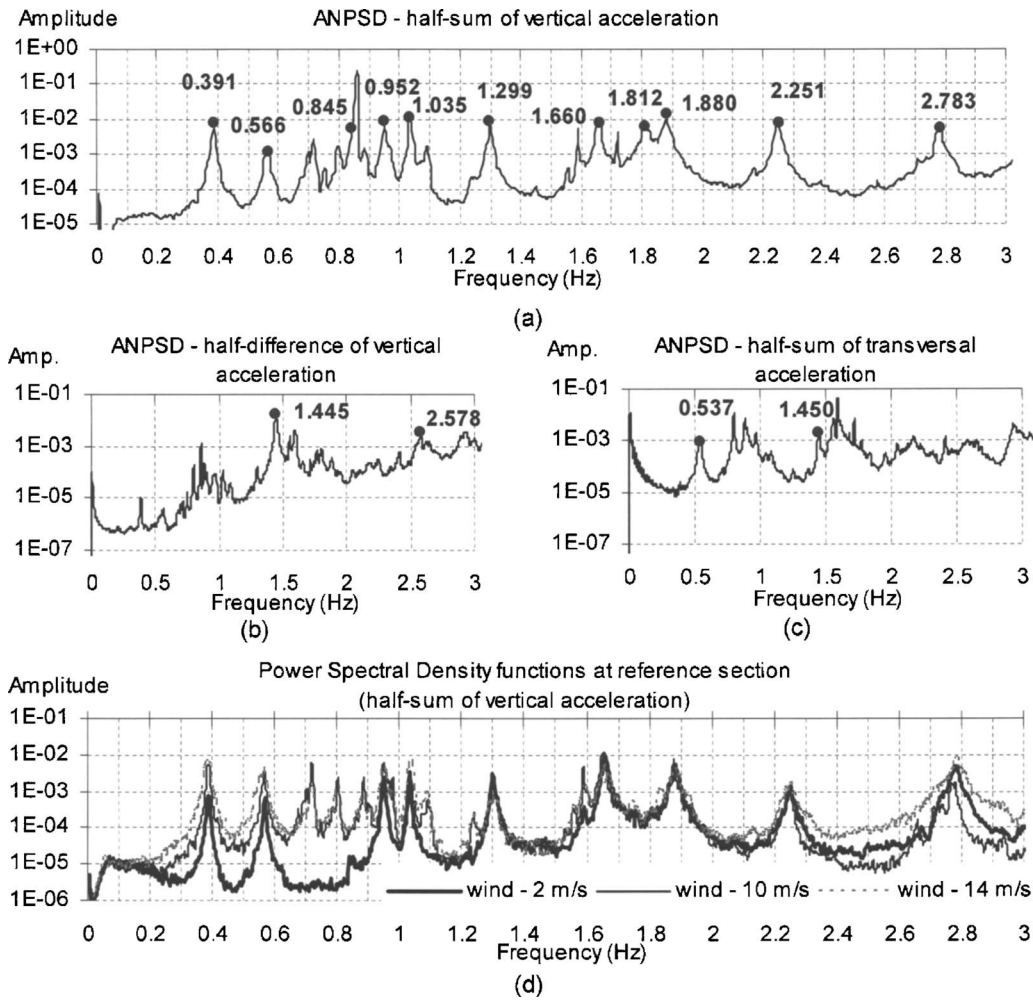 Amplitude
ANPSD - half-sum of vertical acceleration
1E+00
1E-01
1E-02
1E-03
1E-04
1E-05
0.391
0.566
0.845
0.952
1.035
1.299
1.660
1.812
1.880
2.251
2.783
0 0.2 0.4 0.6 0.8 1 1.2 1.4 1.6 1.8 2 2.2 2.4 2.6 2.8 3
Frequency (Hz)
(a)
Amp.
ANPSD - half-difference of vertical
acceleration
1E-01
1E-03
1E-05
1E-07
1.445
2.578
0 0.5 1 1.5 2 2.5 3
Frequency (Hz)
(b)
Amp.
ANPSD - half-sum of transversal
acceleration
1E-01
1E-03
1E-05
1E-07
0.537
1.450
0 0.5 1 1.5 2 2.5 3
Frequency (Hz)
(c)
Amplitude
Power Spectral Density functions at reference section
(half-sum of vertical acceleration)
1E-01
1E-02
1E-03
1E-04
1E-05
1E-06
wind - 2 m/s wind - 10 m/s wind - 14 m/s
0 0.2 0.4 0.6 0.8 1 1.2 1.4 1.6 1.8 2 2.2 2.4 2.6 2.8 3
Frequency (Hz)
(d)